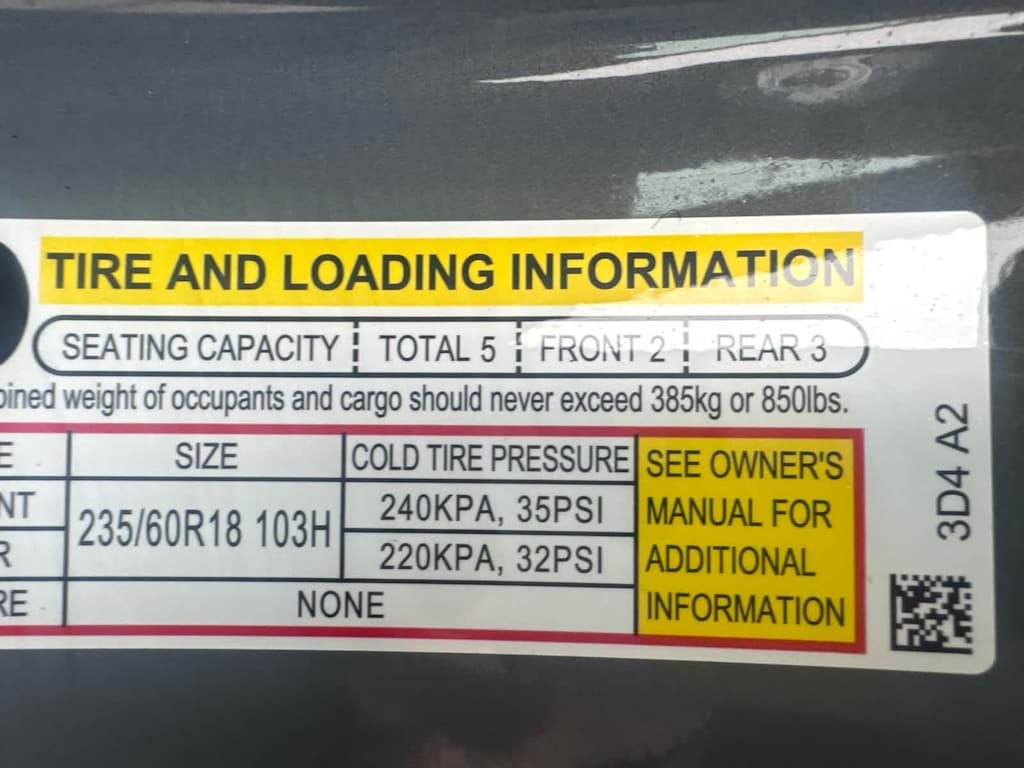 TIRE AND LOADING INFORMATION
SEATING CAPACITY TOTAL 5 FRONT 2 REAR 3
weight of occupants and cargo should never exceed 385kg or 850lbs.
SIZE COLD TIRE PRESSURE
235/60R18 103H
240KPA, 35PSI
220KPA, 32PSI
NONE
SEE OWNER'S
MANUAL FOR
ADDITIONAL
INFORMATION
3D4 A2